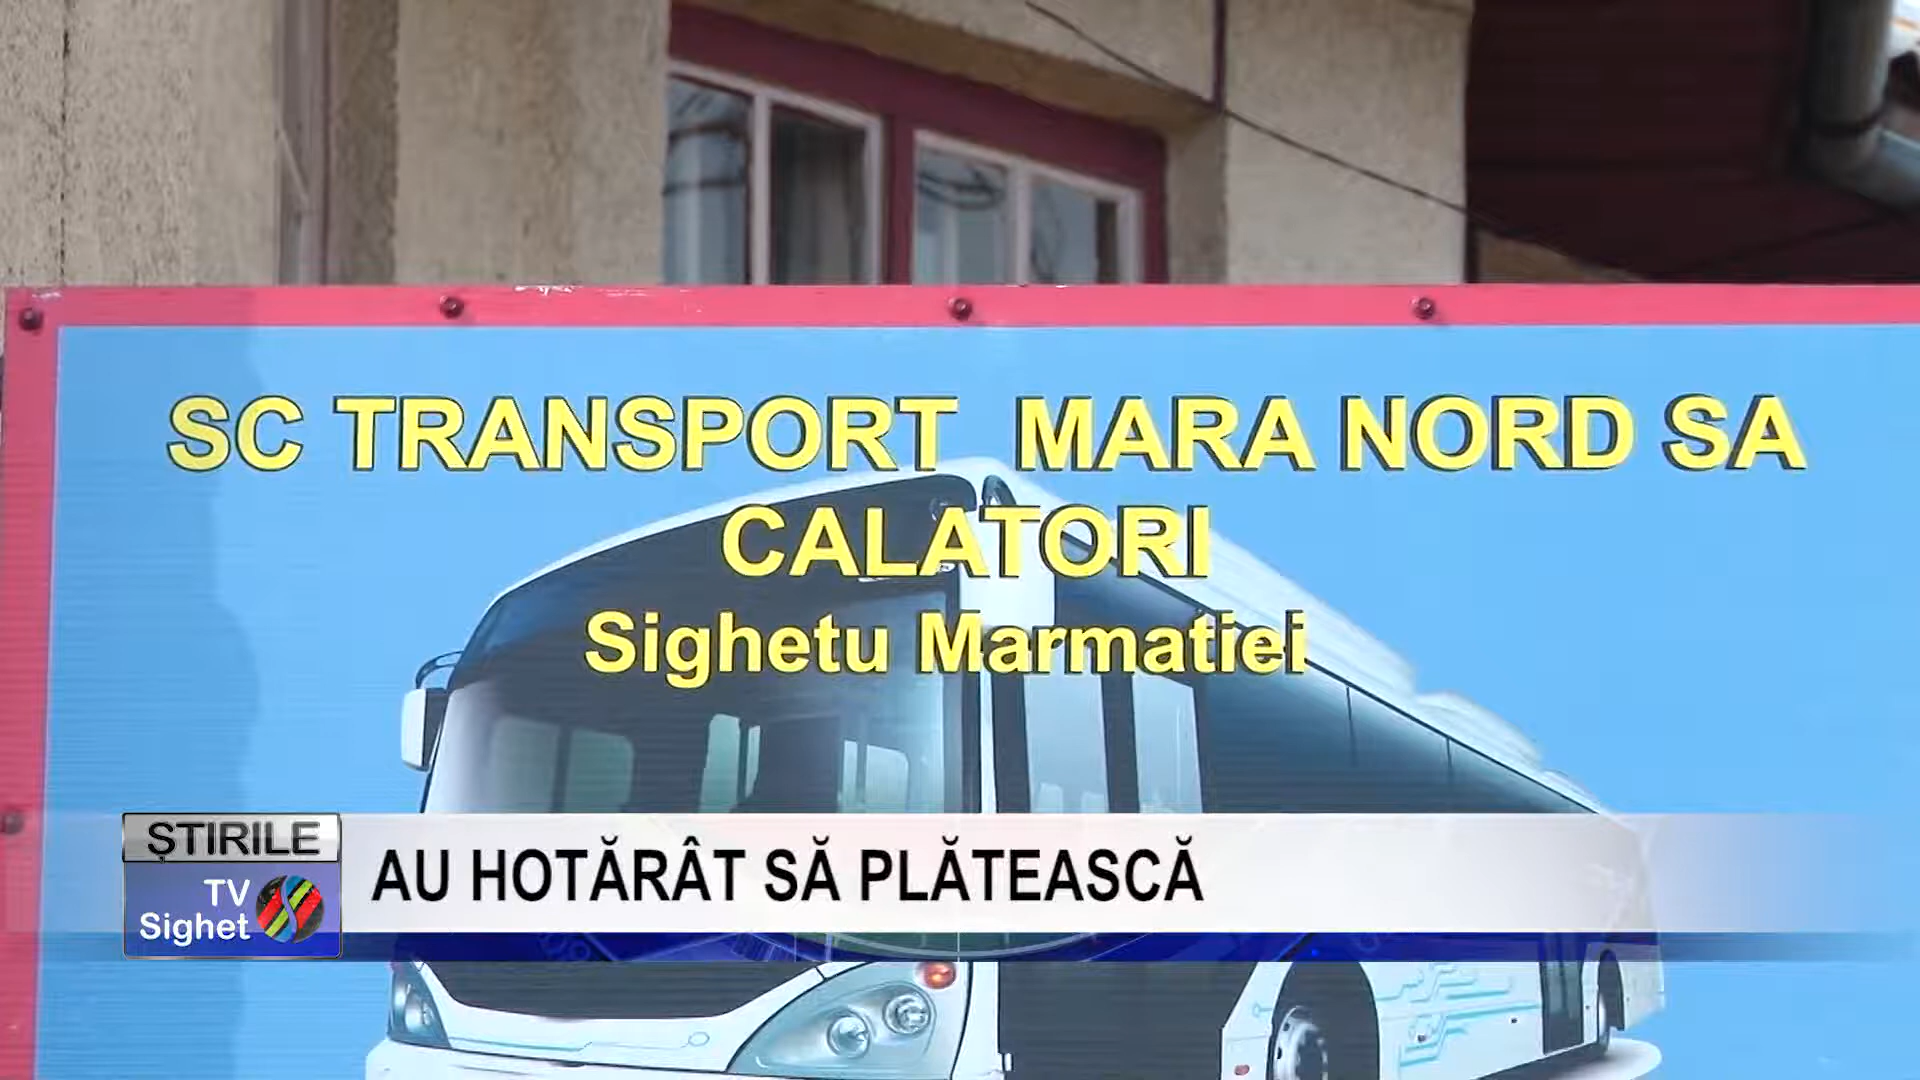 SC TRANSPORT MARA NORD SA
CALATORI
Sighetu Marmatiei
ȘTIRILE
TV
Sighet
AU HOTĂRÂT SĂ PLĂTEASCĂ